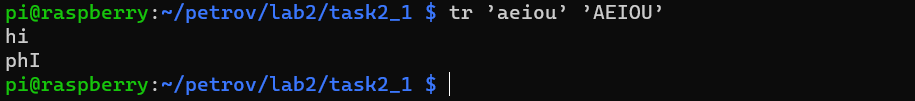 pi@raspberry:~/petrov/lab2/task2_1 $ tr ’aeiou’ ’AEIOU’
hi
phI
pi@raspberry:~/petrov/lab2/task2_1 $